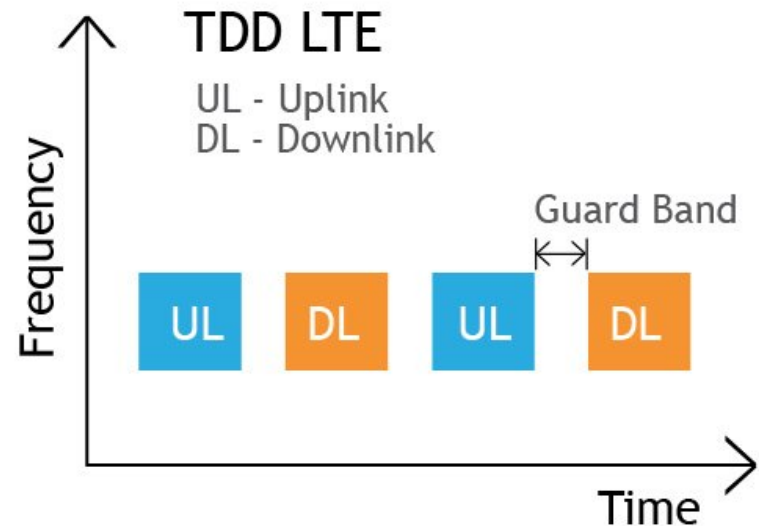 TDD LTE
UL - Uplink
DL - Downlink
Frequency
Guard Band
UL
DL
UL
DL
Time